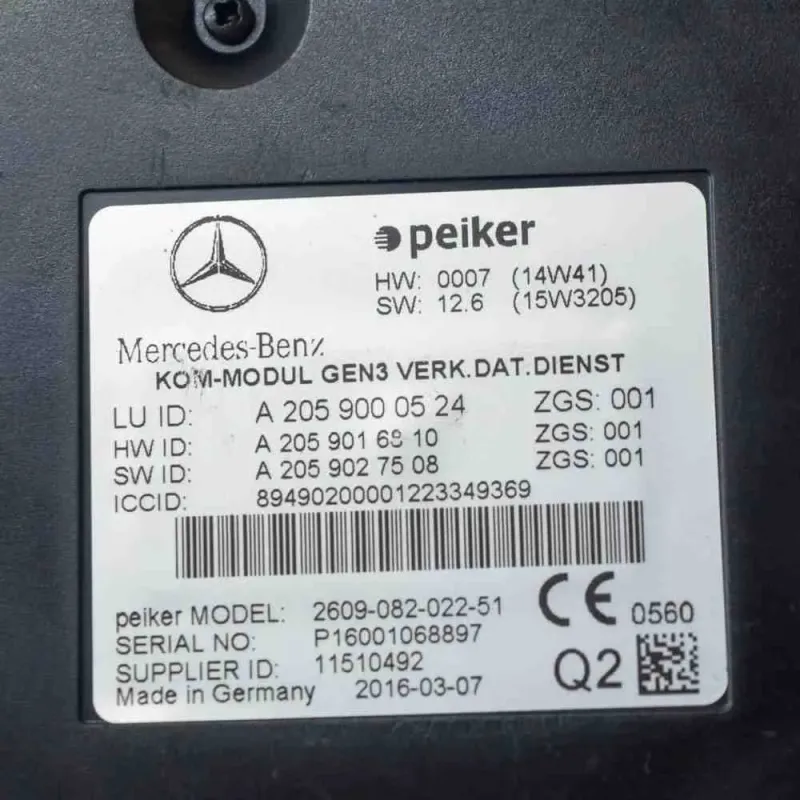 peiker
HW: 0007 (14W41)
SW: 12.6 (15W3205)
Mercedes-Benz
KOM-MODUL GEN3 VERK.DAT.DIENST
LU ID: A 205 900 05 24 ZGS: 001
HW ID: A 205 901 68 10 ZGS: 001
SW ID: A 205 902 75 08 ZGS: 001
ICCID: 89490200001223349369
peiker MODEL: 2609-082-022-51 CE 0560
SERIAL NO: P16001068897
SUPPLIER ID: 11510492 Q2
Made in Germany 2016-03-07